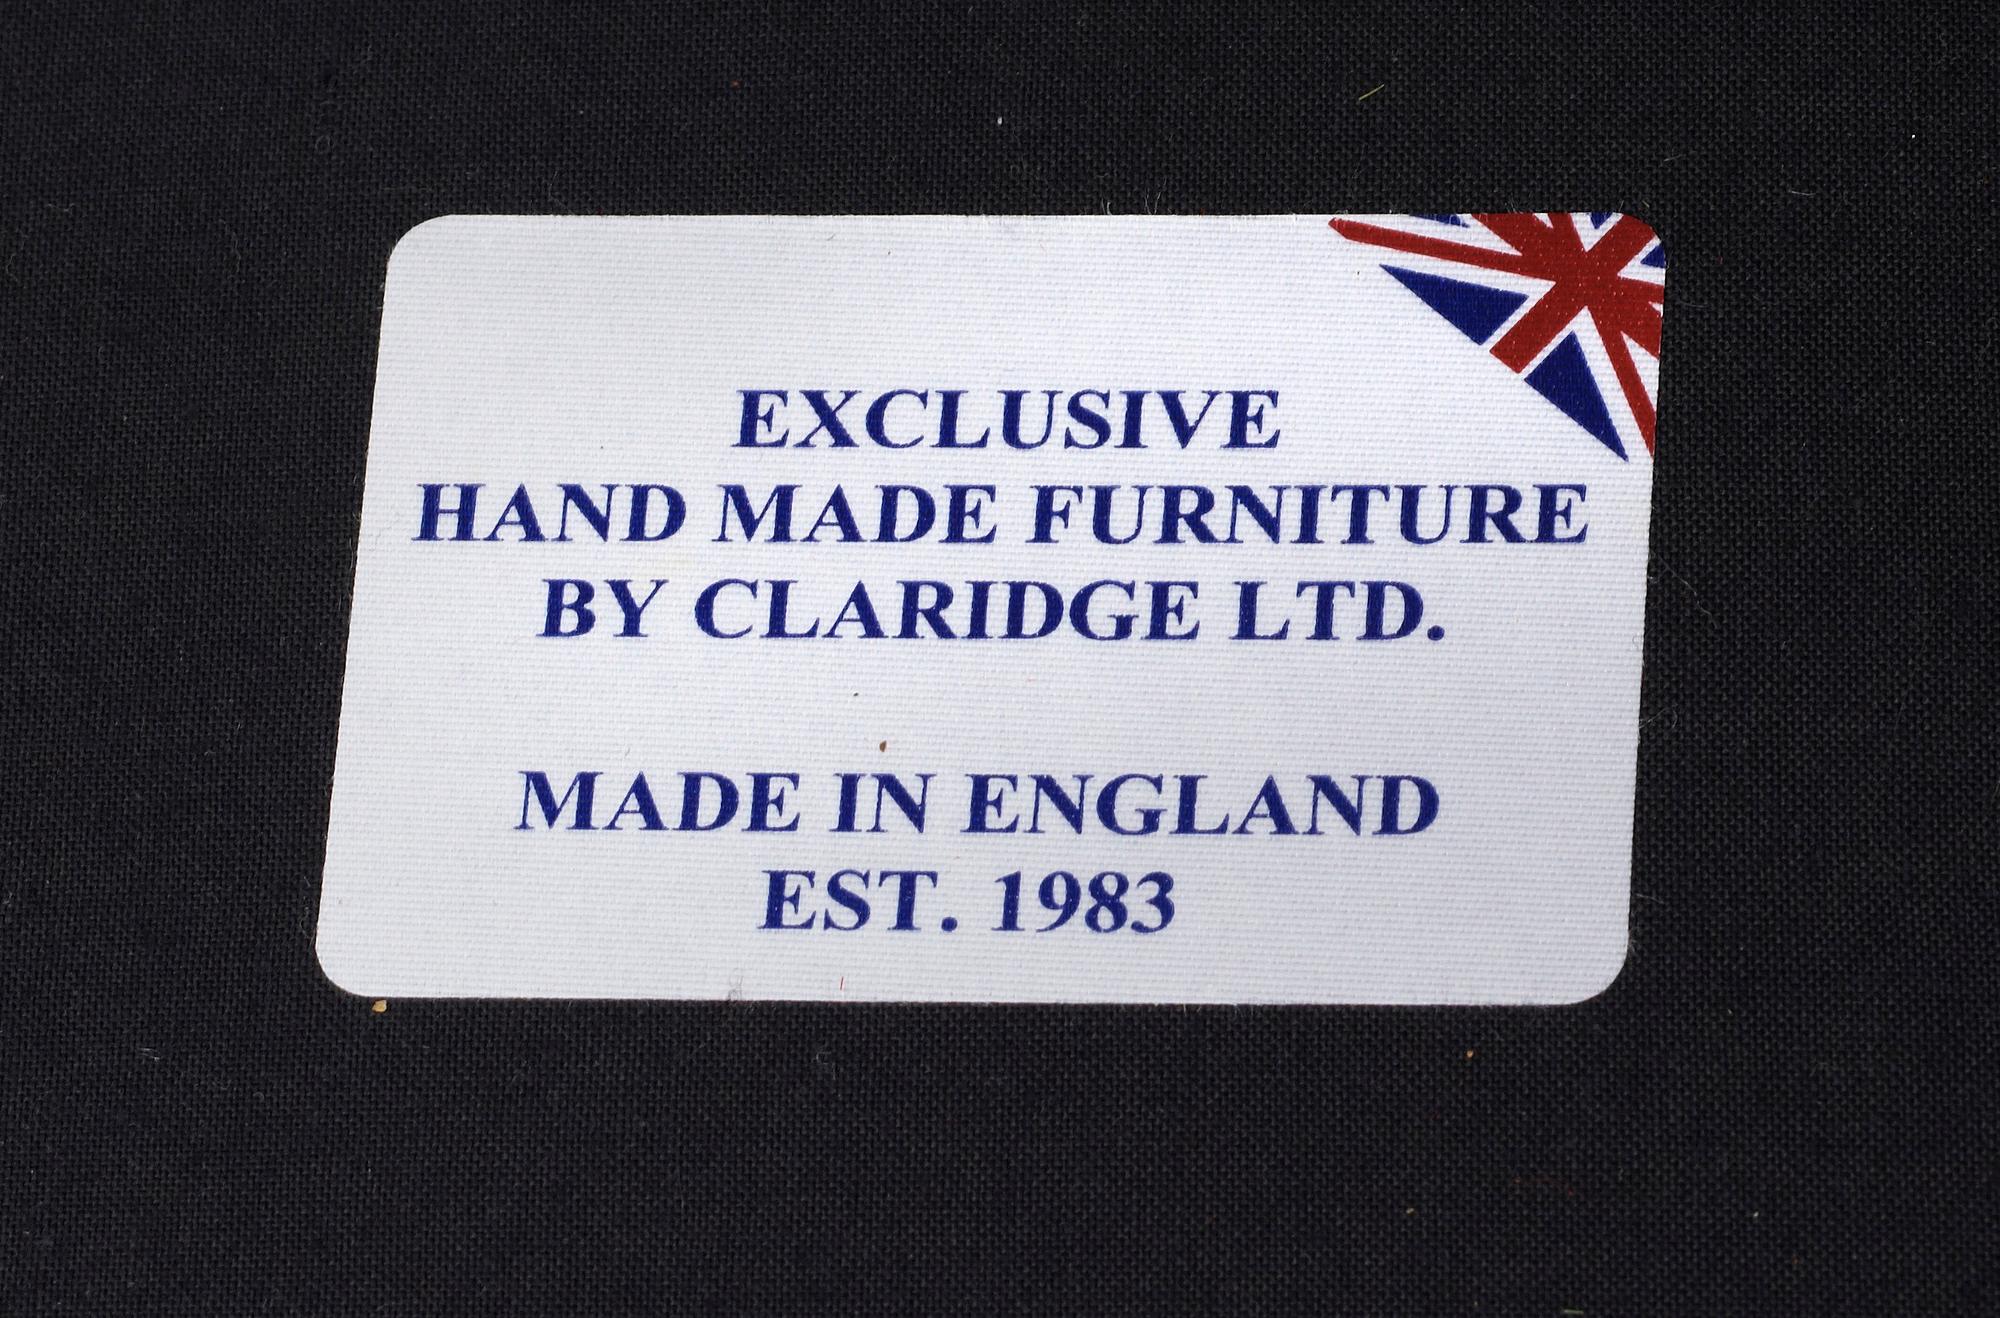 EXCLUSIVE
HAND MADE FURNITURE
BY CLARIDGE LTD.
MADE IN ENGLAND
EST. 1983